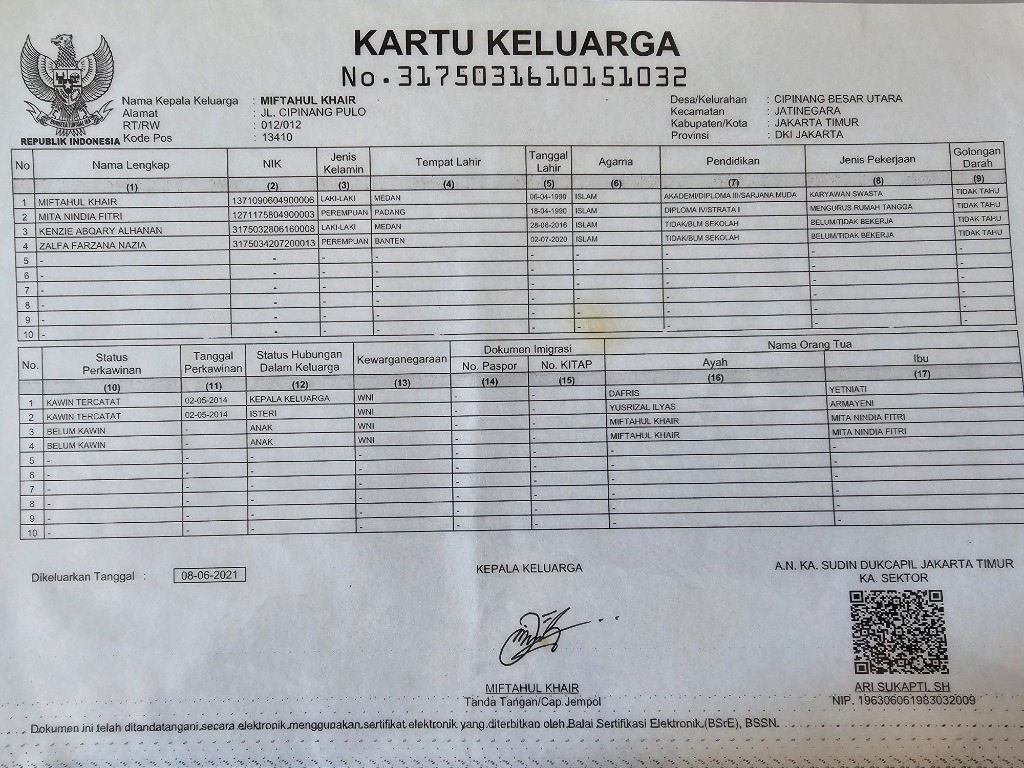 KARTU KELUARGA
No.3175031610151032
REPUBLIK INDONESIA
Nama Kepala Keluarga : MIFTAHUL KHAIR
Alamat : JL. CIPINANG PULO
RT/RW : 012/012
Kode Pos : 13410
Desa/Kelurahan : CIPINANG BESAR UTARA
Kecamatan : JATINEGARA
Kabupaten/Kota : JAKARTA TIMUR
Provinsi : DKI JAKARTA
No Nama Lengkap NIK Jenis Kelamin Tempat Lahir Tanggal Lahir Agama Pendidikan Jenis Pekerjaan Golongan Darah
(1) (2) (3) (4) (5) (6) (7) (8) (9)
1 MIFTAHUL KHAIR 1371090604900006 LAKI-LAKI MEDAN 06-04-1990 ISLAM AKADEMI/DIPLOMA III/SARJANA MUDA KARYAWAN SWASTA TIDAK TAHU
2 MITA NINDIA FITRI 1271175804900003 PEREMPUAN PADANG 18-04-1990 ISLAM DIPLOMA IV/STRATA I MENGURUS RUMAH TANGGA TIDAK TAHU
3 KENZIE ABQARY ALHANAN 3175032806160008 LAKI-LAKI MEDAN 28-06-2016 ISLAM TIDAK/BLM SEKOLAH BELUM/TIDAK BEKERJA TIDAK TAHU
4 ZALFA FARZANA NAZIA 3175034207200013 PEREMPUAN BANTEN 02-07-2020 ISLAM TIDAK/BLM SEKOLAH BELUM/TIDAK BEKERJA TIDAK TAHU
5 - - - - - - - - -
6 - - - - - - - - -
7 - - - - - - - - -
8 - - - - - - - - -
9 - - - - - - - - -
10 - - - - - - - - -
No. Status Perkawinan Tanggal Perkawinan Status Hubungan Dalam Keluarga Kewarganegaraan Dokumen Imigrasi Nama Orang Tua
No. Paspor No. KITAP Ayah Ibu
(10) (11) (12) (13) (14) (15) (16) (17)
1 KAWIN TERCATAT 02-05-2014 KEPALA KELUARGA WNI - - DAFRIS YETNIATI
2 KAWIN TERCATAT 02-05-2014 ISTERI WNI - - YUSRIZAL ILYAS ARMAYENI
3 BELUM KAWIN - ANAK WNI - - MIFTAHUL KHAIR MITA NINDIA FITRI
4 BELUM KAWIN - ANAK WNI - - MIFTAHUL KHAIR MITA NINDIA FITRI
5 - - - - - - - -
6 - - - - - - - -
7 - - - - - - - -
8 - - - - - - - -
9 - - - - - - - -
10 - - - - - - - -
Dikeluarkan Tanggal : 08-06-2021
KEPALA KELUARGA
MIFTAHUL KHAIR
Tanda Tangan/Cap Jempol
A.N. KA. SUDIN DUKCAPIL JAKARTA TIMUR
KA. SEKTOR
ARI SUKAPTI, SH
NIP. 196306061983032009
Dokumen ini telah ditandatangani secara elektronik menggunakan sertifikat elektronik yang diterbitkan oleh Balai Sertifikasi Elektronik (BSrE), BSSN.